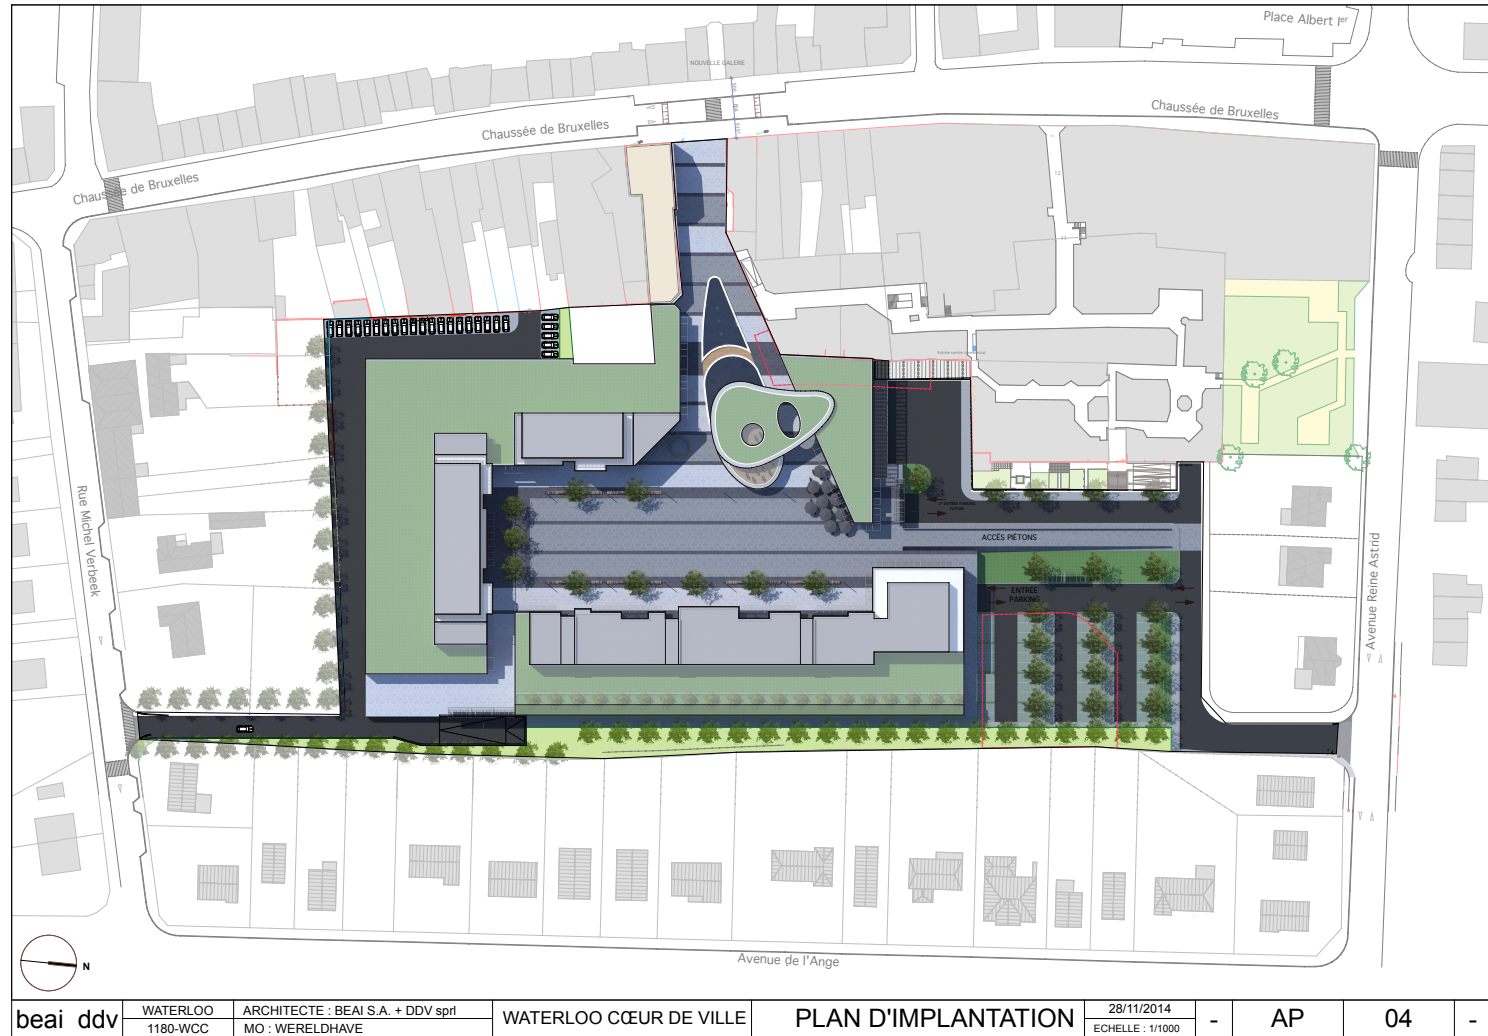 Place Albert Ier
NOUVELLE GALERIE
Chaussée de Bruxelles
Chaussée de Bruxelles
Chaussée de Bruxelles
Rue Michel Verbeek
Avenue Reine Astrid
ACCÈS PIÉTONS
ENTRÉE
PARKING
Avenue de l'Ange
N
beai ddv
WATERLOO
1180-WCC
ARCHITECTE : BEAI S.A. + DDV sprl
MO : WERELDHAVE
WATERLOO CŒUR DE VILLE
PLAN D'IMPLANTATION
28/11/2014
ECHELLE : 1/1000
-
AP
04
-